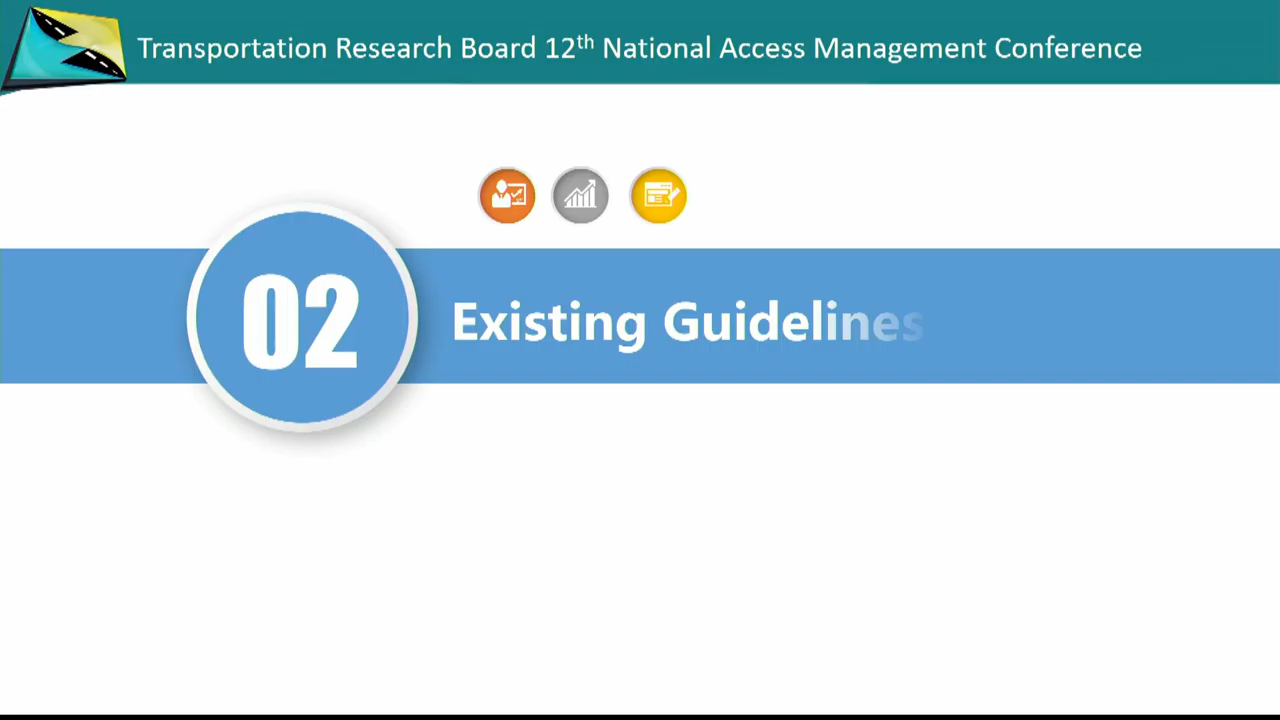 Transportation Research Board 12th National Access Management Conference
02
Existing Guidelines